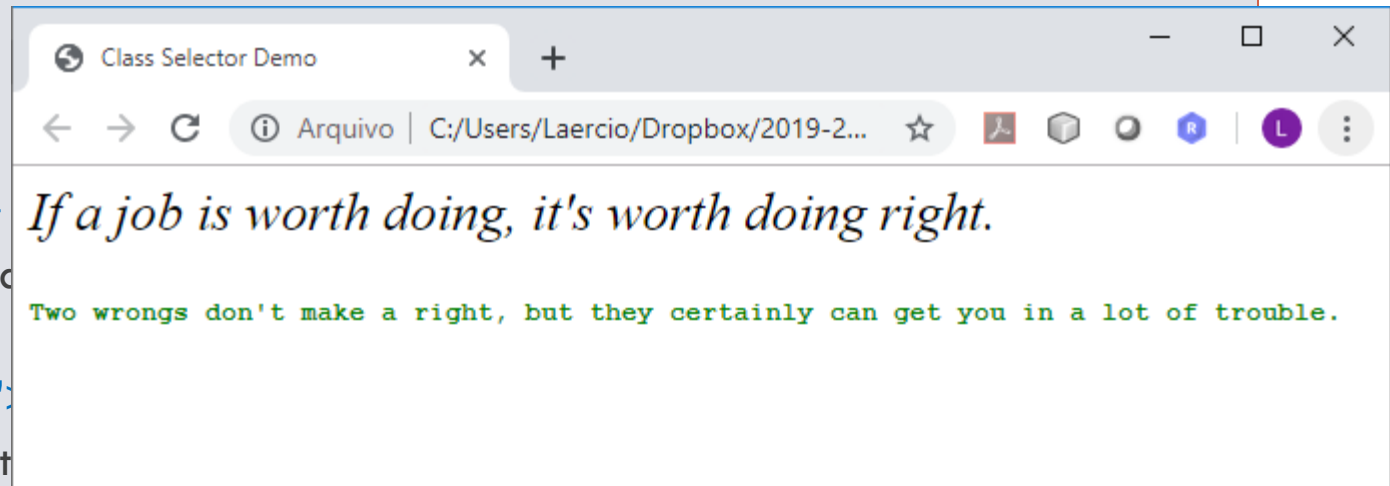 Class Selector Demo
Arquivo | C:/Users/Laercio/Dropbox/2019-2...
R
L
If a job is worth doing, it's worth doing right.
Two wrongs don't make a right, but they certainly can get you in a lot of trouble.